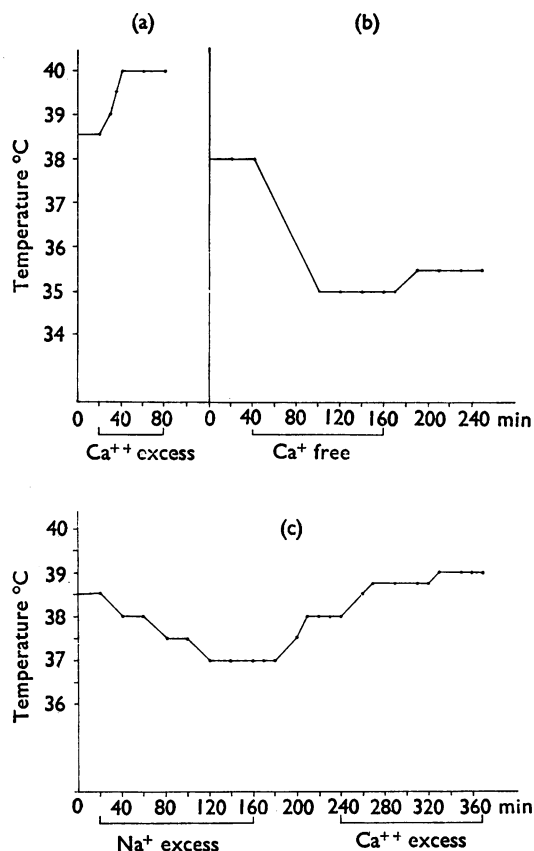 (a) (b)
40
39
38
37
36
35
34
Temperature °C
0 40 80 0 40 80 120 160 200 240 min
Ca++ excess Ca+ free
(c)
40
39
38
37
36
Temperature °C
0 40 80 120 160 200 240 280 320 360 min
Na+ excess Ca++ excess